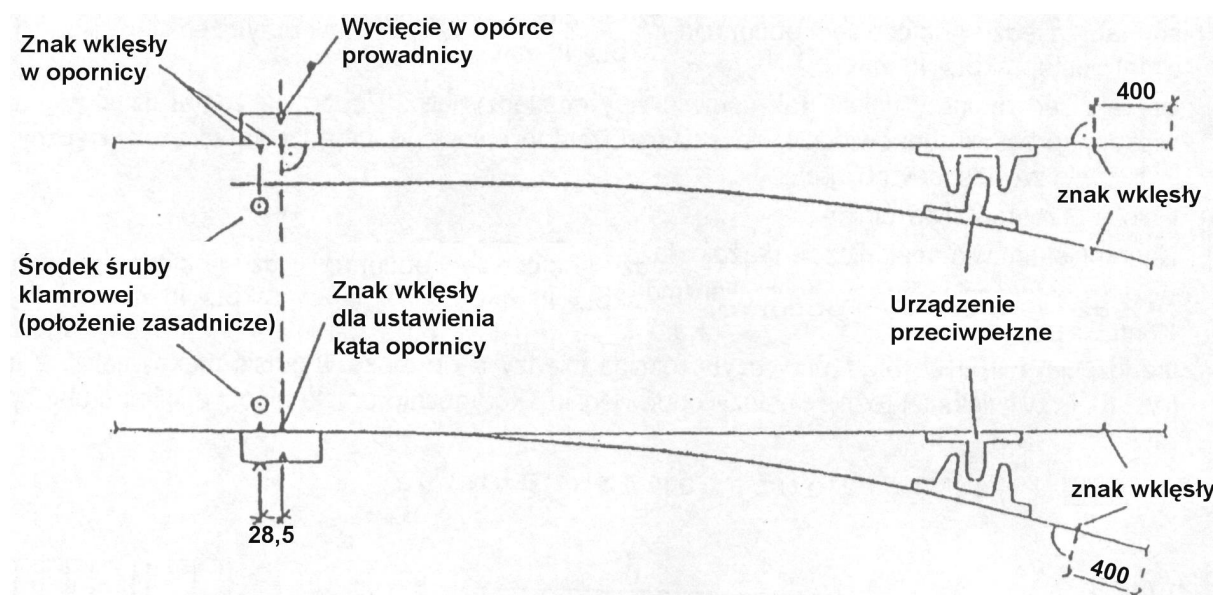 Znak wklęsły
w opornicy
Wycięcie w opórce
prowadnicy
400
znak wklęsły
Środek śruby
klamrowej
(położenie zasadnicze)
Znak wklęsły
dla ustawienia
kąta opornicy
Urządzenie
przeciwpełzne
28,5
znak wklęsły
400